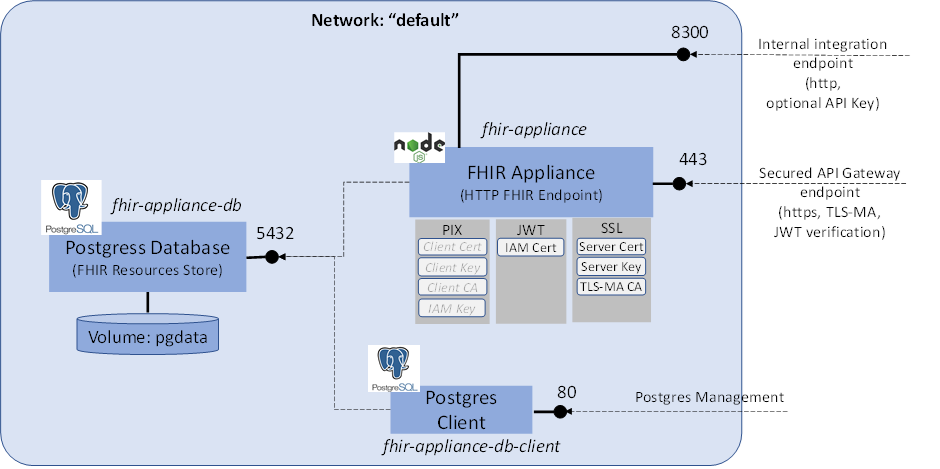 Network: “default”
8300
Internal integration
endpoint
(http,
optional API Key)
fhir-appliance
node
JS
FHIR Appliance
(HTTP FHIR Endpoint)
443
Secured API Gateway
endpoint
(https, TLS-MA,
JWT verification)
PostgreSQL
fhir-appliance-db
Postgress Database
(FHIR Resources Store)
5432
Volume: pgdata
PIX
Client Cert
Client Key
Client CA
IAM Key
JWT
IAM Cert
SSL
Server Cert
Server Key
TLS-MA CA
PostgreSQL
Postgres
Client
fhir-appliance-db-client
80
Postgres Management